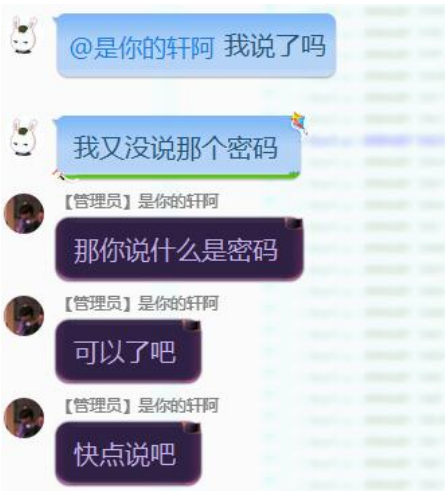 @是你的轩阿 我说了吗
我又没说那个密码
【管理员】是你的轩阿
那你说什么是密码
【管理员】是你的轩阿
可以了吧
【管理员】是你的轩阿
快点说吧